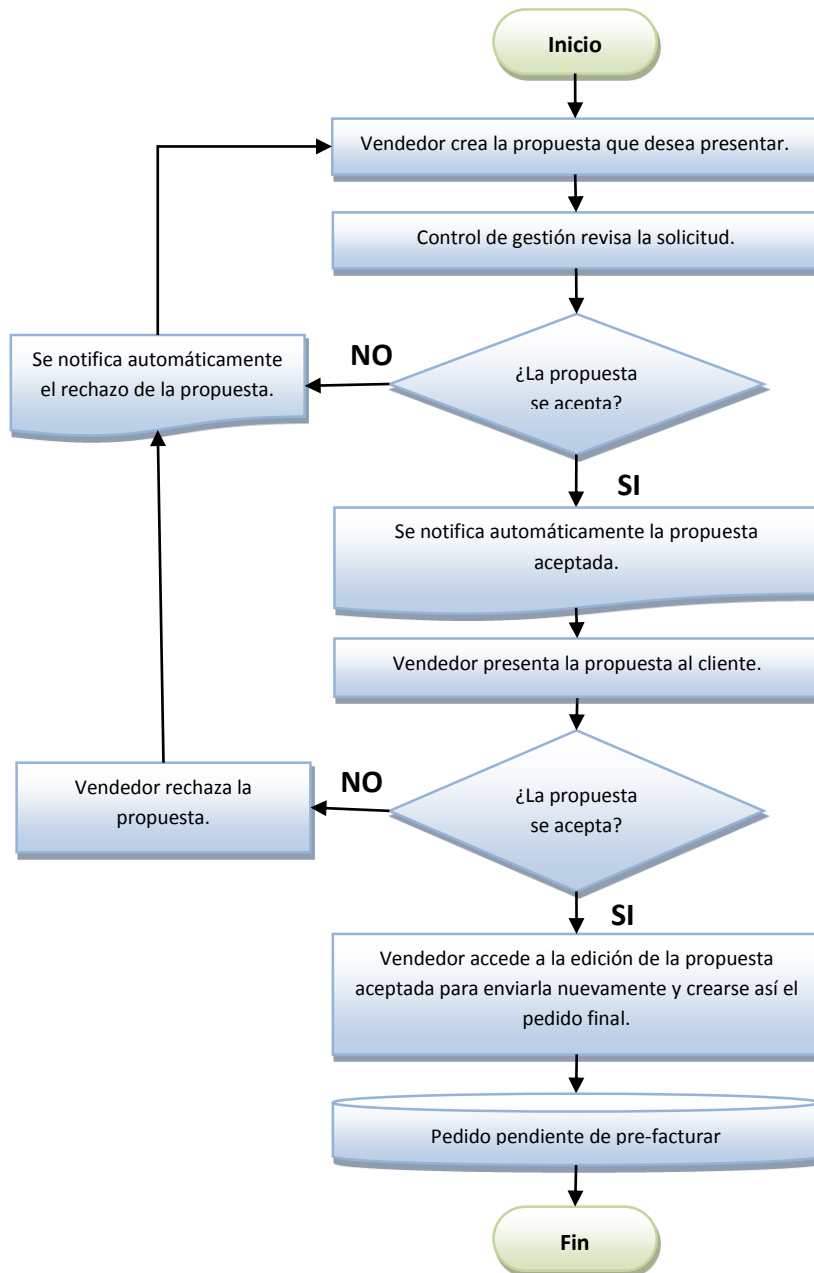 Inicio
Vendedor crea la propuesta que desea presentar.
Control de gestión revisa la solicitud.
NO
Se notifica automáticamente
el rechazo de la propuesta.
¿La propuesta
se acepta?
SI
Se notifica automáticamente la propuesta
aceptada.
Vendedor presenta la propuesta al cliente.
NO
Vendedor rechaza la
propuesta.
¿La propuesta
se acepta?
SI
Vendedor accede a la edición de la propuesta
aceptada para enviarla nuevamente y crearse así el
pedido final.
Pedido pendiente de pre-facturar
Fin